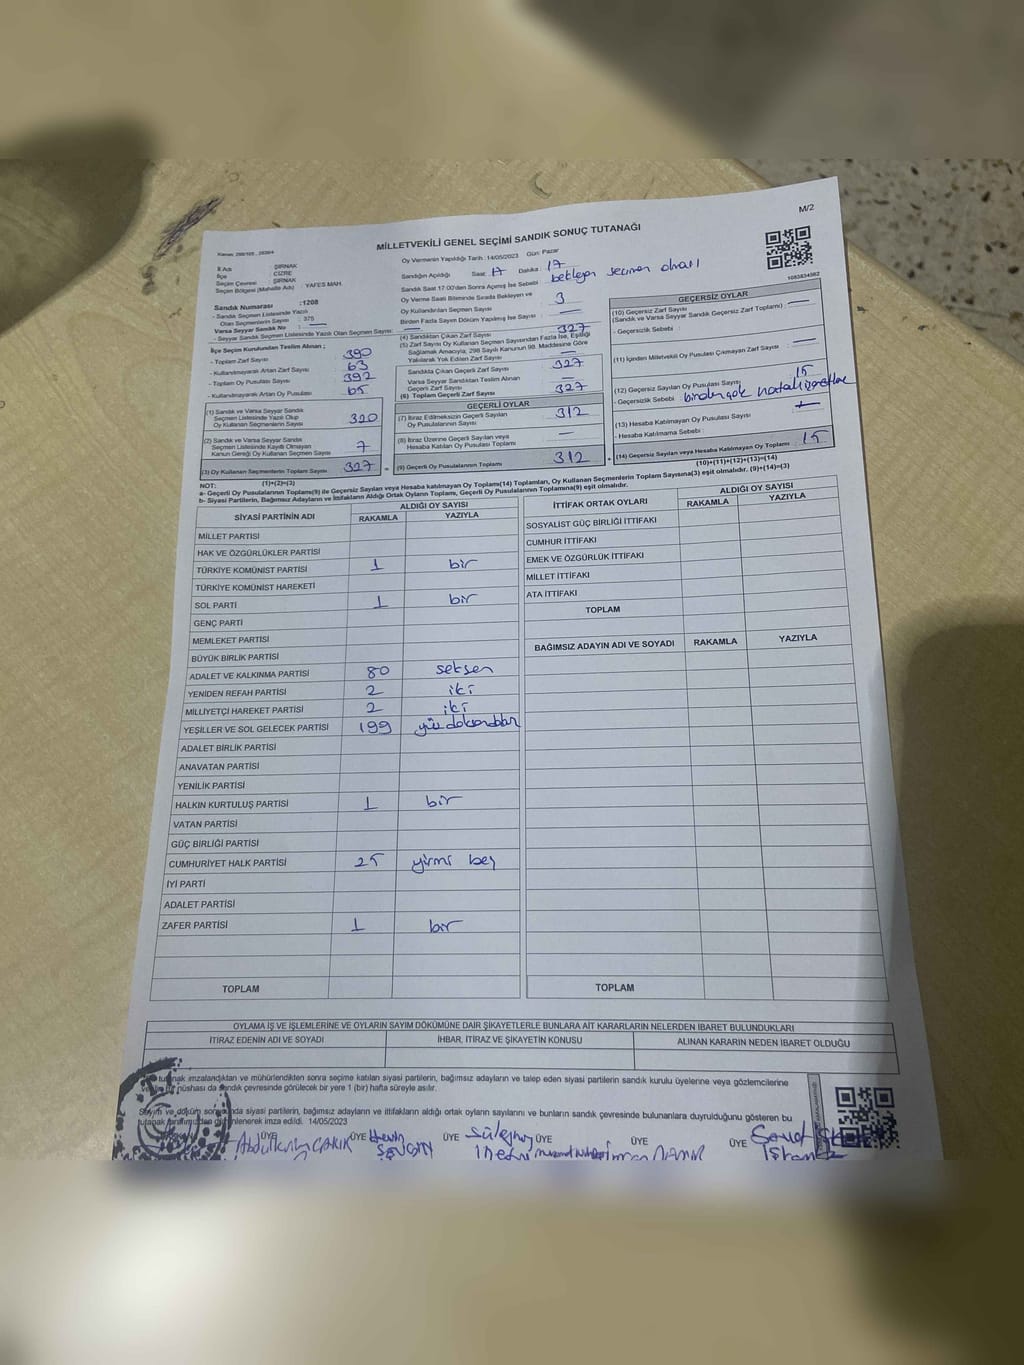 M/2
MİLLETVEKİLİ GENEL SEÇİMİ SANDIK SONUÇ TUTANAĞI
Oy Vermenin Yapıldığı Tarih : 14/05/2023 Gün: Pazar
İl Adı : ŞIRNAK
İlçe : CİZRE
Seçim Çevresi : ŞIRNAK
Seçim Bölgesi (Mahalle Adı) : YAFES MAH.
Sandık Numarası : 1208
- Sandık Seçmen Listesinde Yazılı
Olan Seçmenlerin Sayısı : 375
Varsa Seyyar Sandık No : —
- Seyyar Sandık Seçmen Listesinde Yazılı Olan Seçmen Sayısı: —
Sandığın Açıldığı Saat : 17 Dakika : 17
Sandık Saat 17:00'den Sonra Açılmış İse Sebebi : bekleyen seçmen olması
Oy Verme Saati Bitiminde Sırada Bekleyen ve
Oy Kullandırılan Seçmen Sayısı : 3
Birden Fazla Sayım Döküm Yapılmış İse Sayısı : —
İlçe Seçim Kurulundan Teslim Alınan ;
- Toplam Zarf Sayısı : 390
- Kullanılmayarak Artan Zarf Sayısı : 63
- Toplam Oy Pusulası Sayısı : 392
- Kullanılmayarak Artan Oy Pusulası : 65
(1) Sandık ve Varsa Seyyar Sandık
Seçmen Listesinde Yazılı Olup
Oy Kullanan Seçmenlerin Sayısı : 320
(2) Sandık ve Varsa Seyyar Sandık
Seçmen Listesinde Kayıtlı Olmayan
Kanun Gereği Oy Kullanan Seçmen Sayısı : 7
(3) Oy Kullanan Seçmenlerin Toplam Sayısı : 327
(1)+(2)=(3)
(4) Sandıktan Çıkan Zarf Sayısı : 327
(5) Zarf Sayısı Oy Kullanan Seçmen Sayısından Fazla İse, Eşitliği
Sağlamak Amacıyla, 298 Sayılı Kanunun 98. Maddesine Göre
Yakılarak Yok Edilen Zarf Sayısı : —
Sandıkta Çıkan Geçerli Zarf Sayısı : 327
Varsa Seyyar Sandıktan Teslim Alınan
Geçerli Zarf Sayısı : —
(6) Toplam Geçerli Zarf Sayısı : 327
GEÇERLİ OYLAR
(7) İtiraz Edilmeksizin Geçerli Sayılan
Oy Pusulalarının Sayısı : 312
(8) İtiraz Üzerine Geçerli Sayılan veya
Hesaba Katılan Oy Pusulası Toplamı : —
(9) Geçerli Oy Pusulalarının Toplamı : 312
GEÇERSİZ OYLAR
(10) Geçersiz Zarf Sayısı : —
(Sandık ve Varsa Seyyar Sandık Geçersiz Zarf Toplamı)
- Geçersizlik Sebebi :
(11) İçinden Milletvekili Oy Pusulası Çıkmayan Zarf Sayısı : —
(12) Geçersiz Sayılan Oy Pusulası Sayısı : 15
- Geçersizlik Sebebi : birden çok
(13) Hesaba Katılmayan Oy Pusulası Sayısı :
- Hesaba Katılmama Sebebi :
(14) Geçersiz Sayılan veya Hesaba Katılmayan Oy Toplamı : 15
(10)+(11)+(12)+(13)=(14)
NOT:
a- Geçerli Oy Pusulalarının Toplamı(9) ile Geçersiz Sayılan veya Hesaba Katılmayan Oy Toplamı(14) Toplamları, Oy Kullanan Seçmenlerin Toplam Sayısına(3) eşit olmalıdır. (9)+(14)=(3)
b- Siyasi Partilerin, Bağımsız Adayların ve İttifakların Aldığı Ortak Oyların Toplamı, Geçerli Oy Pusulalarının Toplamına(9) eşit olmalıdır.
SİYASİ PARTİNİN ADI ALDIĞI OY SAYISI
RAKAMLA YAZIYLA
MİLLET PARTİSİ
HAK VE ÖZGÜRLÜKLER PARTİSİ
TÜRKİYE KOMÜNİST PARTİSİ 1 bir
TÜRKİYE KOMÜNİST HAREKETİ
SOL PARTİ 1 bir
GENÇ PARTİ
MEMLEKET PARTİSİ
BÜYÜK BİRLİK PARTİSİ
ADALET VE KALKINMA PARTİSİ 80 seksen
YENİDEN REFAH PARTİSİ 2 iki
MİLLİYETÇİ HAREKET PARTİSİ 2 iki
YEŞİLLER VE SOL GELECEK PARTİSİ 199
ADALET BİRLİK PARTİSİ
ANAVATAN PARTİSİ
YENİLİK PARTİSİ
HALKIN KURTULUŞ PARTİSİ 1 bir
VATAN PARTİSİ
GÜÇ BİRLİĞİ PARTİSİ
CUMHURİYET HALK PARTİSİ 25 yirmi beş
İYİ PARTİ
ADALET PARTİSİ
ZAFER PARTİSİ 1 bir
TOPLAM
İTTİFAK ORTAK OYLARI ALDIĞI OY SAYISI
RAKAMLA YAZIYLA
SOSYALİST GÜÇ BİRLİĞİ İTTİFAKI
CUMHUR İTTİFAKI
EMEK VE ÖZGÜRLÜK İTTİFAKI
MİLLET İTTİFAKI
ATA İTTİFAKI
TOPLAM
BAĞIMSIZ ADAYIN ADI VE SOYADI RAKAMLA YAZIYLA
TOPLAM
OYLAMA İŞ VE İŞLEMLERİNE VE OYLARIN SAYIM DÖKÜMÜNE DAİR ŞİKAYETLERLE BUNLARA AİT KARARLARIN NELERDEN İBARET BULUNDUKLARI
İTİRAZ EDENİN ADI VE SOYADI İHBAR, İTİRAZ VE ŞİKAYETİN KONUSU ALINAN KARARIN NEDEN İBARET OLDUĞU
tutanak imzalandıktan ve mühürlendikten sonra seçime katılan siyasi partilerin, bağımsız adayların ve talep eden siyasi partilerin sandık kurulu üyelerine veya gözlemcilerine
bir nüshası da sandık çevresinde görülecek bir yere 1 (bir) hafta süreyle asılır.
Sayım ve döküm sonucunda siyasi partilerin, bağımsız adayların ve ittifakların aldığı ortak oyların sayılarını ve bunların sandık çevresinde bulunanlara duyrulduğunu gösteren bu
tutanak tarafımızdan düzenlenerek imza edildi. 14/05/2023
ÜYE ÜYE ÜYE ÜYE ÜYE ÜYE